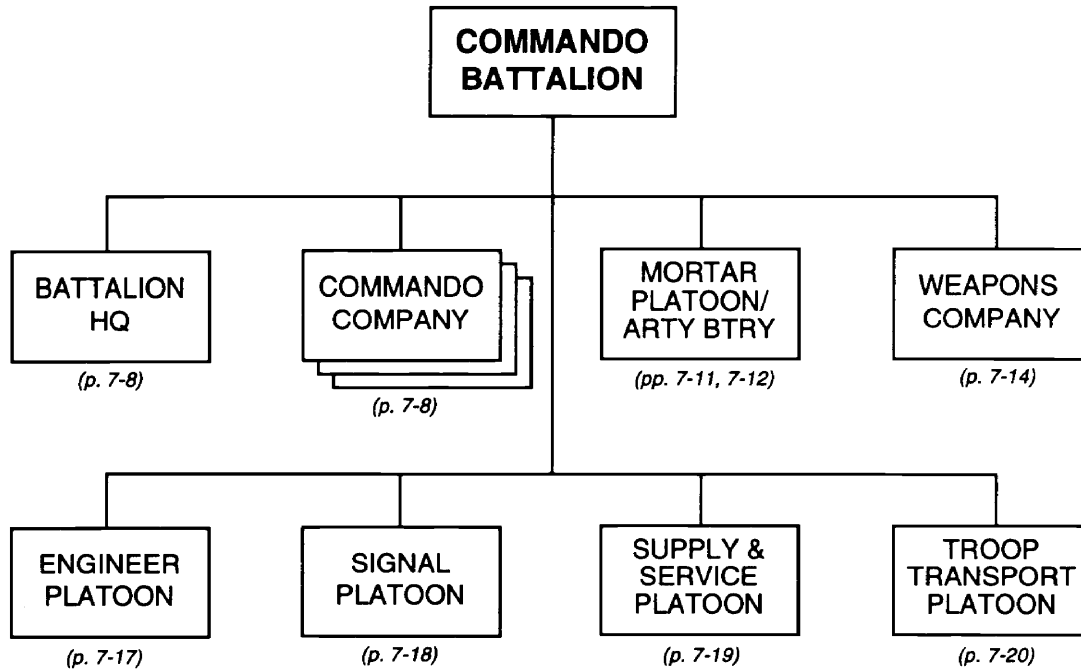 COMMANDO
BATTALION
BATTALION
HQ
(p. 7-8)
COMMANDO
COMPANY
(p. 7-8)
MORTAR
PLATOON/
ARTY BTRY
(pp. 7-11, 7-12)
WEAPONS
COMPANY
(p. 7-14)
ENGINEER
PLATOON
(p. 7-17)
SIGNAL
PLATOON
(p. 7-18)
SUPPLY &
SERVICE
PLATOON
(p. 7-19)
TROOP
TRANSPORT
PLATOON
(p. 7-20)